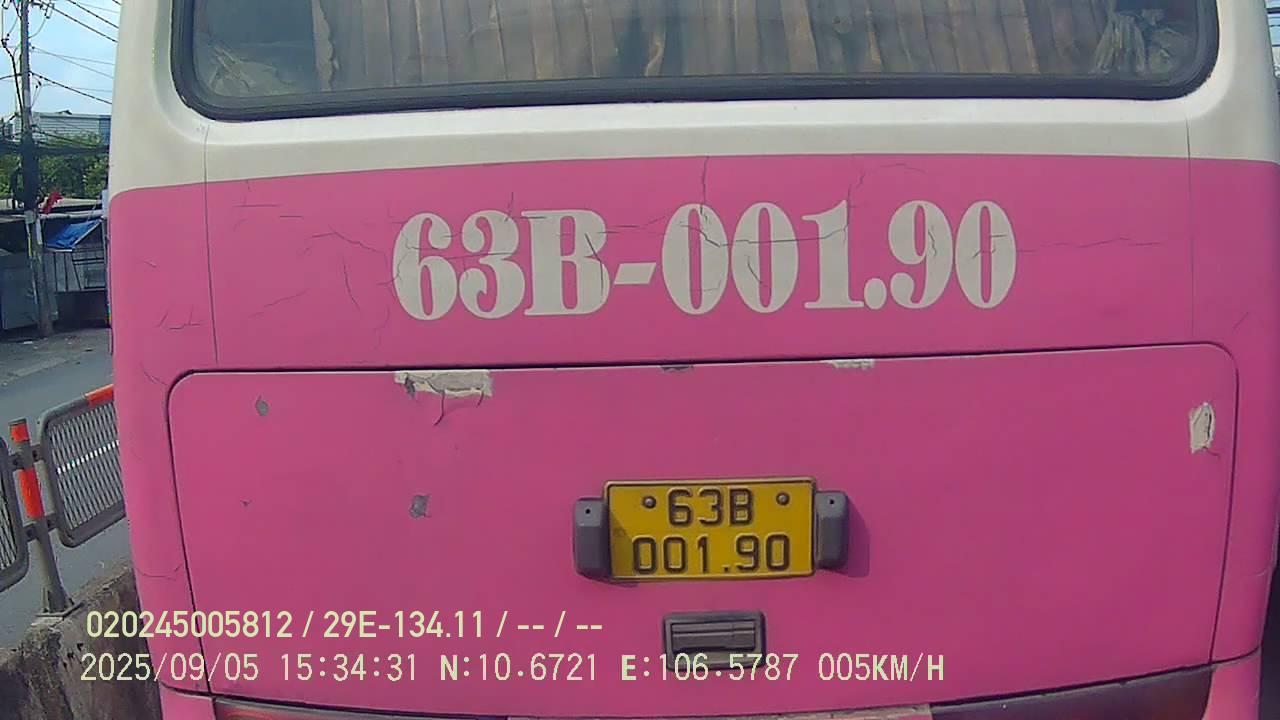 63B-001.90
63B
001.90
020245005812 / 29E-134.11 / -- / --
2025/09/05 15:34:31 N:10.6721 E:106.5787 005KM/H